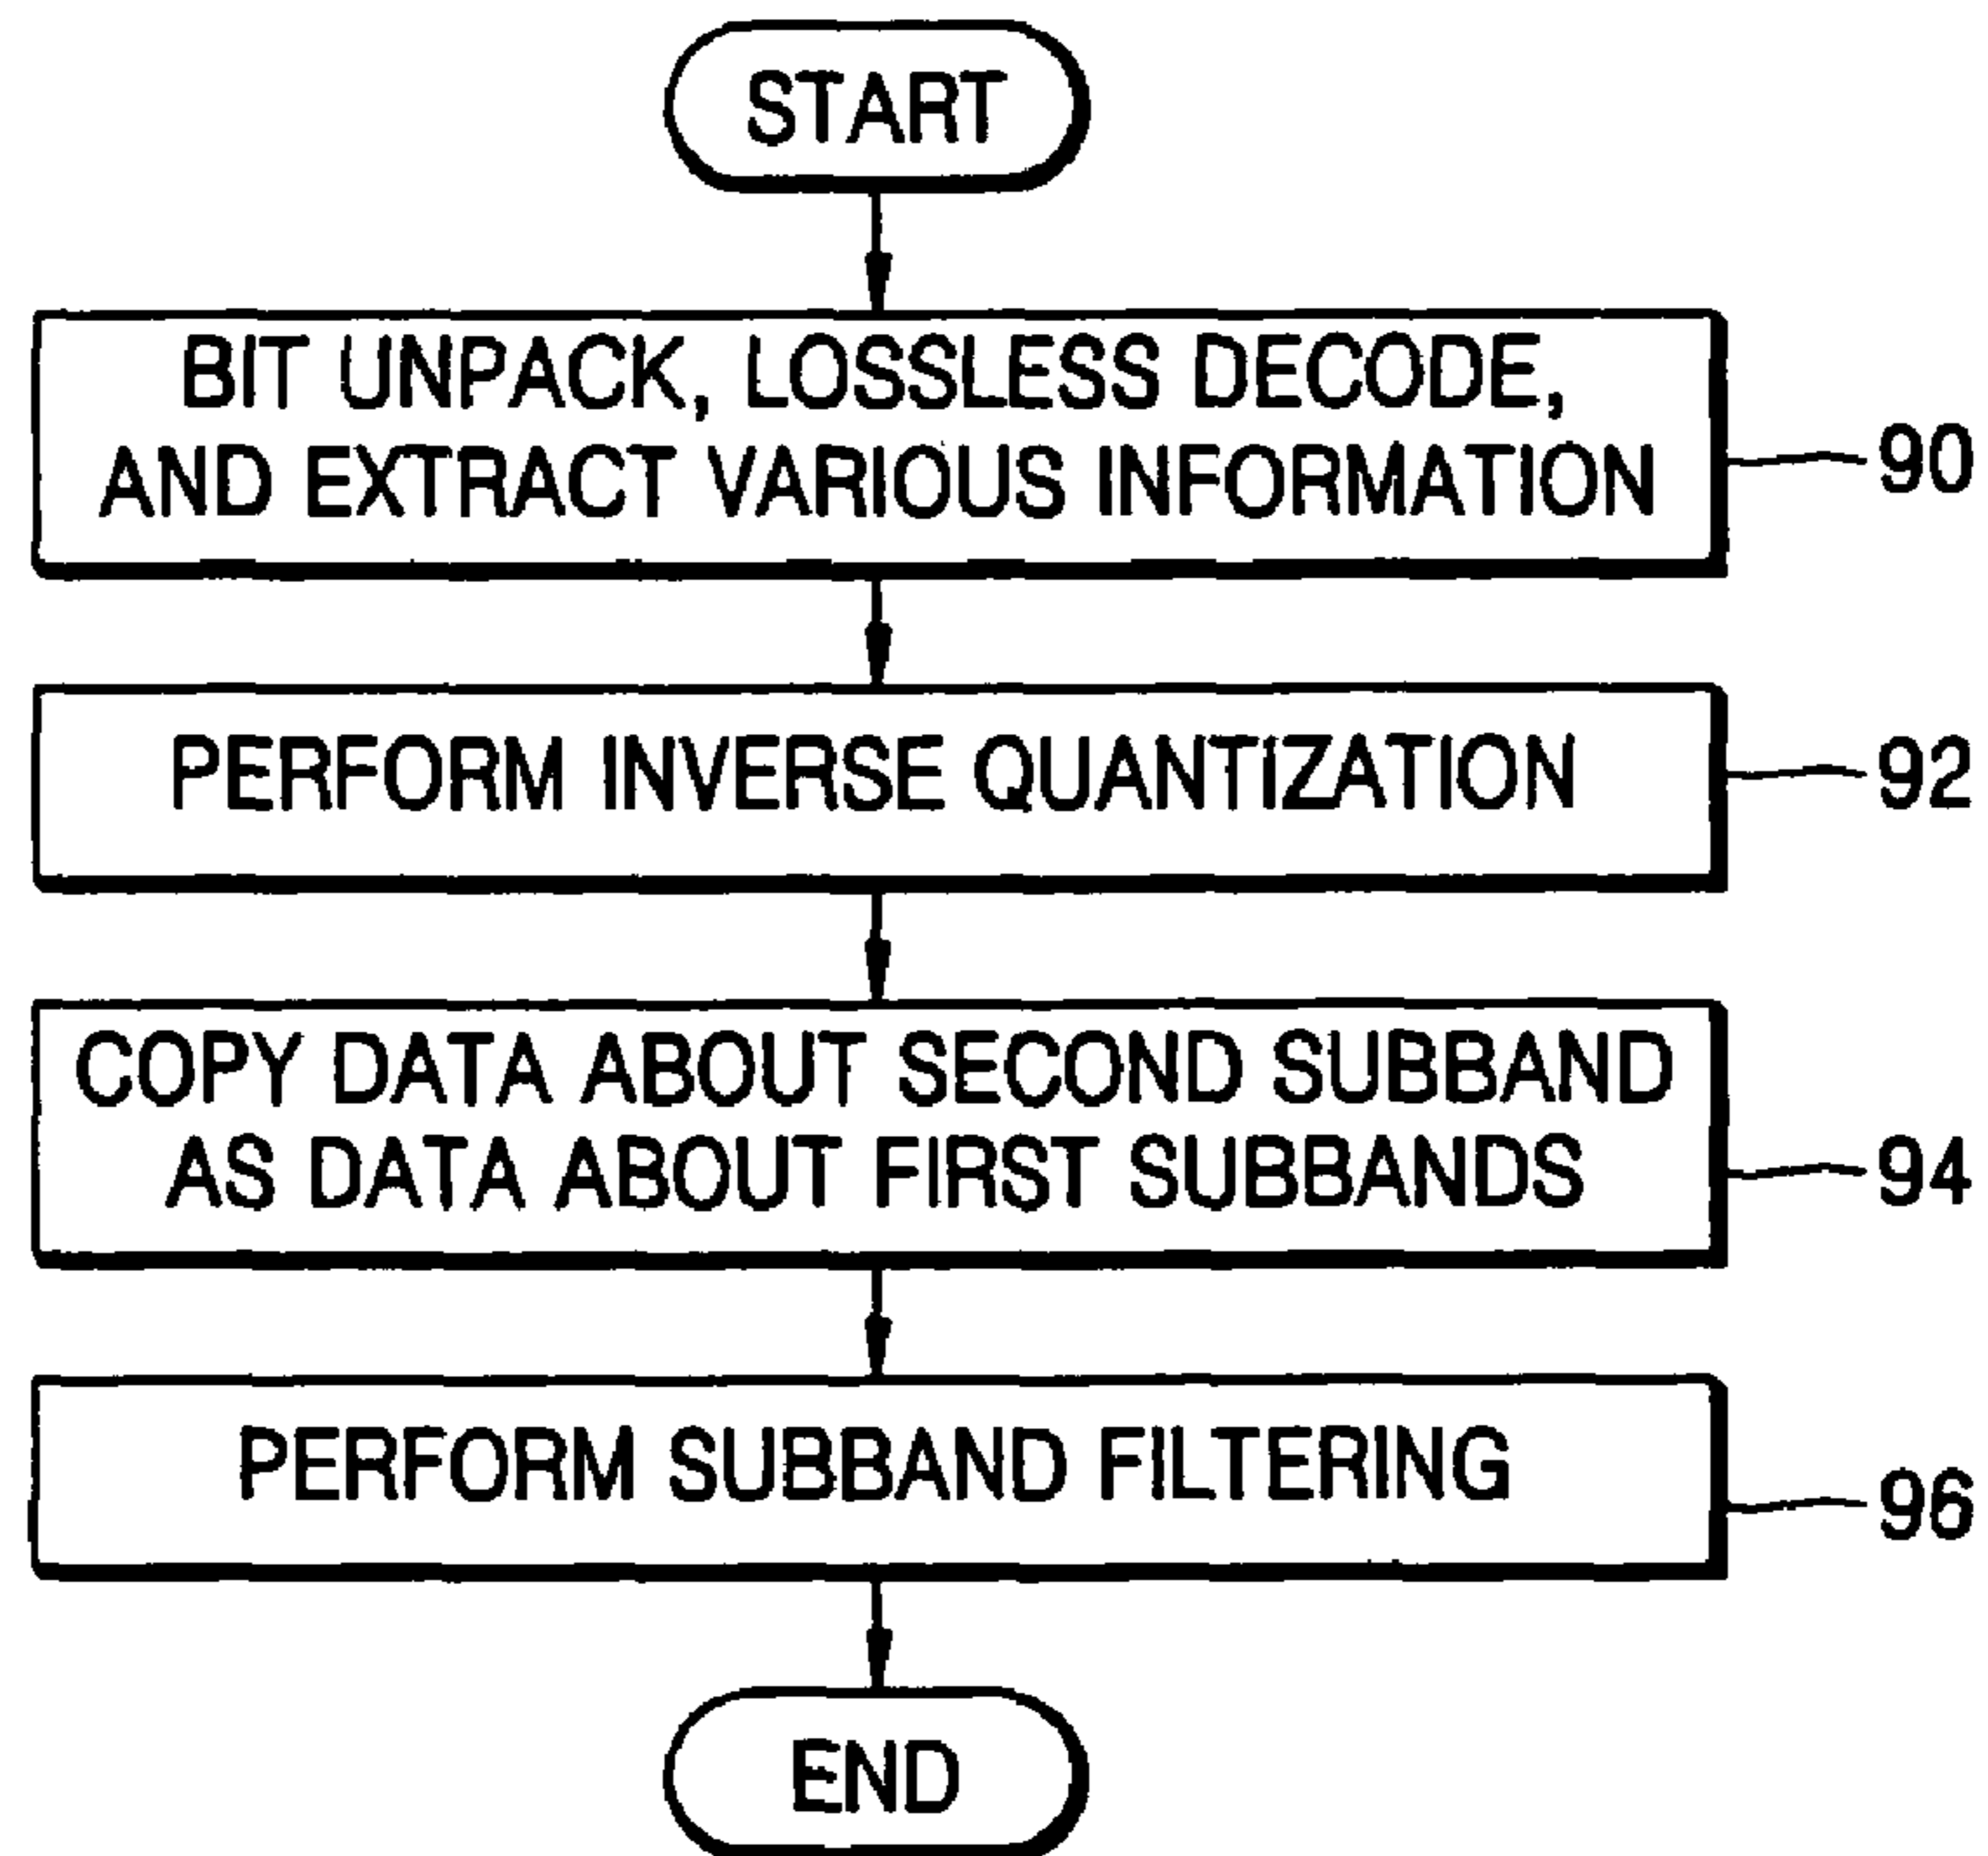 START
BIT UNPACK, LOSSLESS DECODE,
AND EXTRACT VARIOUS INFORMATION
90
PERFORM INVERSE QUANTIZATION
92
COPY DATA ABOUT SECOND SUBBAND
AS DATA ABOUT FIRST SUBBANDS
94
PERFORM SUBBAND FILTERING
96
END